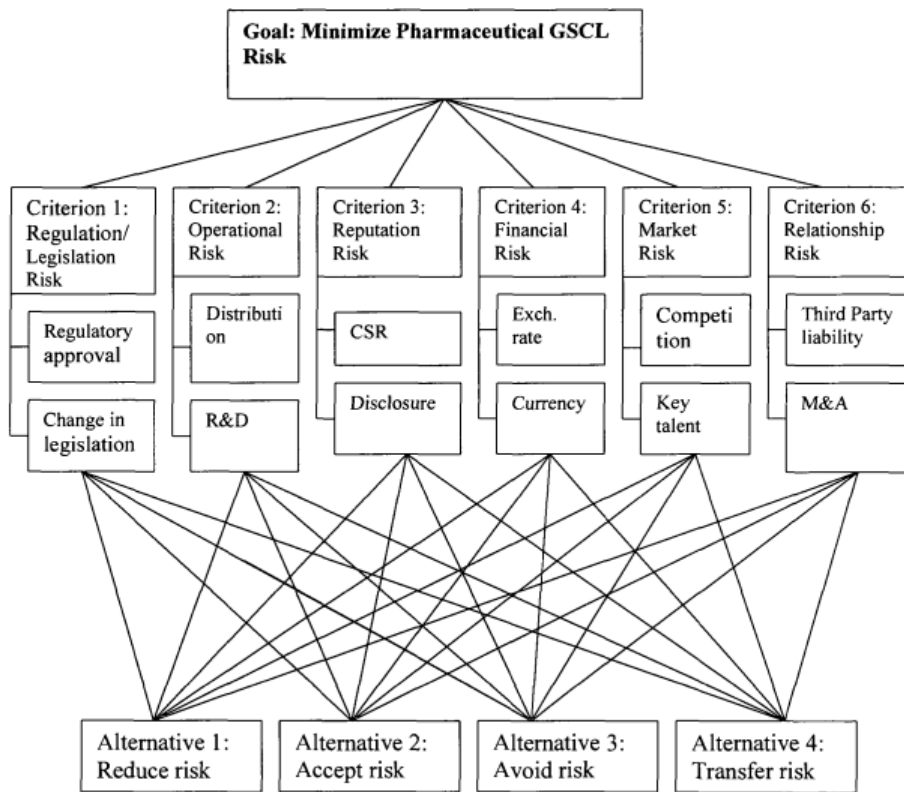 Goal: Minimize Pharmaceutical GSCL
Risk
Criterion 1:
Regulation/
Legislation
Risk
Criterion 2:
Operational
Risk
Criterion 3:
Reputation
Risk
Criterion 4:
Financial
Risk
Criterion 5:
Market
Risk
Criterion 6:
Relationship
Risk
Regulatory
approval
Distributi
on
CSR
Exch.
rate
Competi
tion
Third Party
liability
Change in
legislation
R&D
Disclosure
Currency
Key
talent
M&A
Alternative 1:
Reduce risk
Alternative 2:
Accept risk
Alternative 3:
Avoid risk
Alternative 4:
Transfer risk